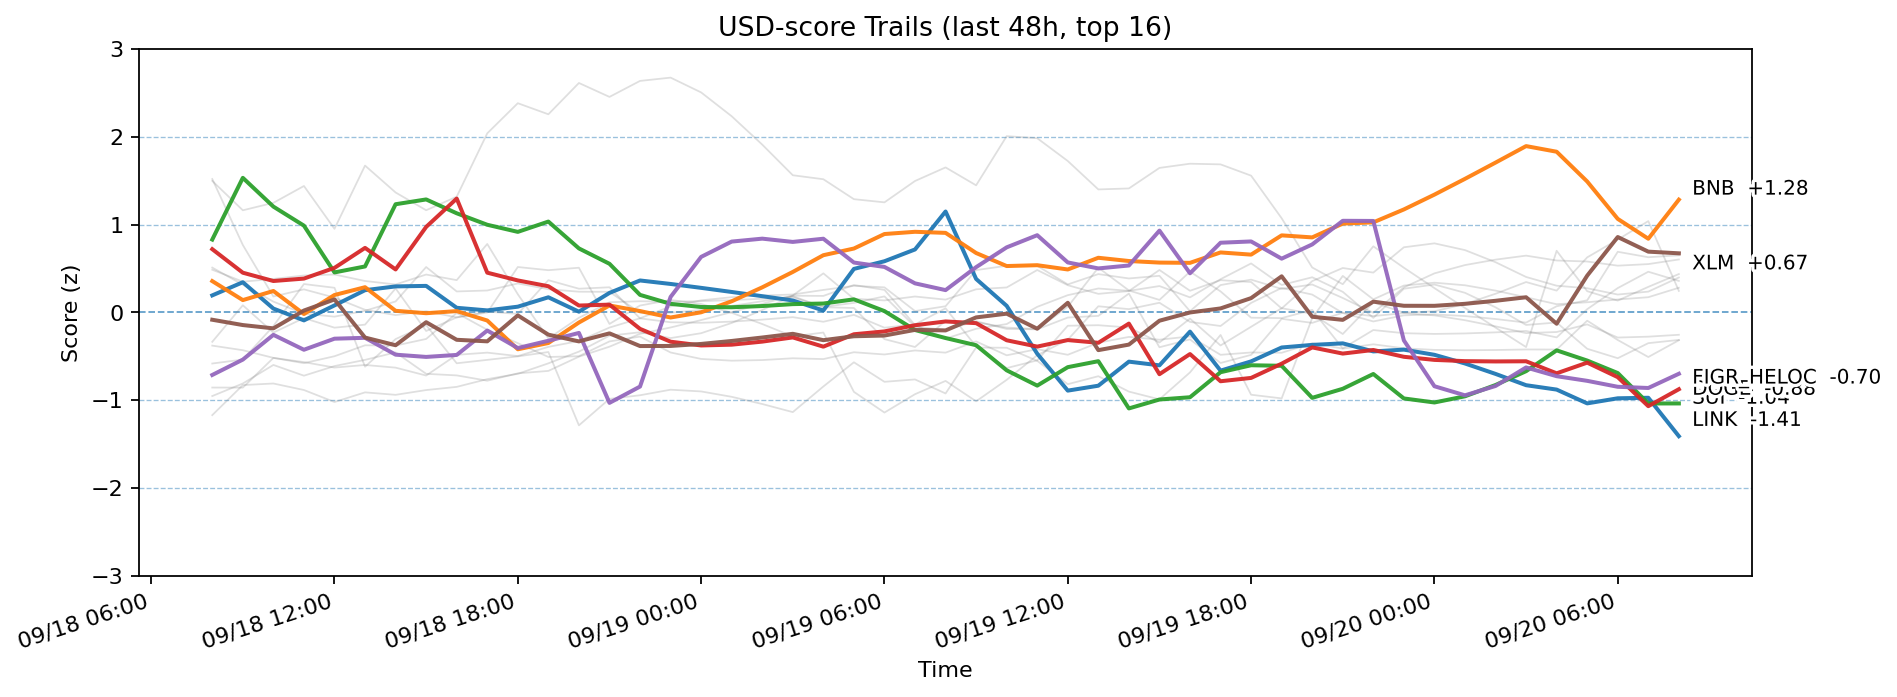 USD-score Trails (last 48h, top 16)
3
2
1
0
−1
−2
−3
Score (z)
BNB +1.28
XLM +0.67
FIGR_HELOC -0.70
DOGE -0.88
SUI -1.04
LINK -1.41
09/18 06:00
09/18 12:00
09/18 18:00
09/19 00:00
09/19 06:00
09/19 12:00
09/19 18:00
09/20 00:00
09/20 06:00
Time